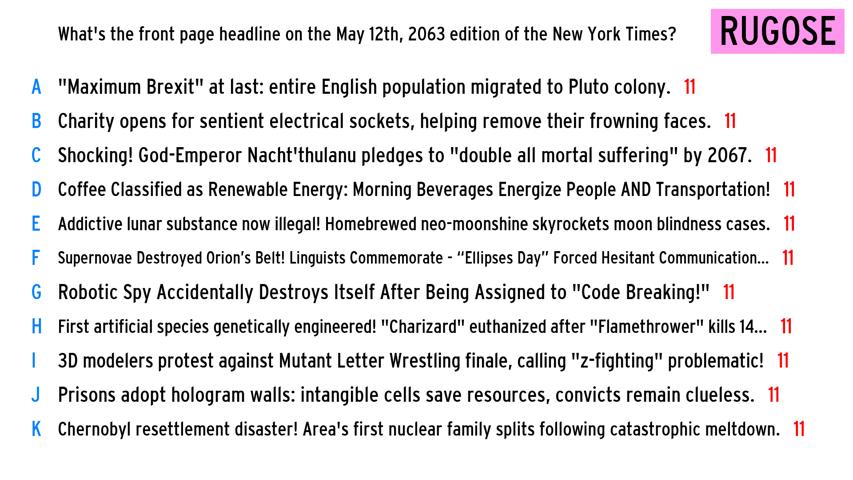 What's the front page headline on the May 12th, 2063 edition of the New York Times? RUGOSE
A "Maximum Brexit" at last: entire English population migrated to Pluto colony. 11
B Charity opens for sentient electrical sockets, helping remove their frowning faces. 11
C Shocking! God-Emperor Nacht'thulanu pledges to "double all mortal suffering" by 2067. 11
D Coffee Classified as Renewable Energy: Morning Beverages Energize People AND Transportation! 11
E Addictive lunar substance now illegal! Homebrewed neo-moonshine skyrockets moon blindness cases. 11
F Supernovae Destroyed Orion’s Belt! Linguists Commemorate - “Ellipses Day” Forced Hesitant Communication... 11
G Robotic Spy Accidentally Destroys Itself After Being Assigned to "Code Breaking!" 11
H First artificial species genetically engineered! "Charizard" euthanized after "Flamethrower" kills 14... 11
I 3D modelers protest against Mutant Letter Wrestling finale, calling "z-fighting" problematic! 11
J Prisons adopt hologram walls: intangible cells save resources, convicts remain clueless. 11
K Chernobyl resettlement disaster! Area's first nuclear family splits following catastrophic meltdown. 11